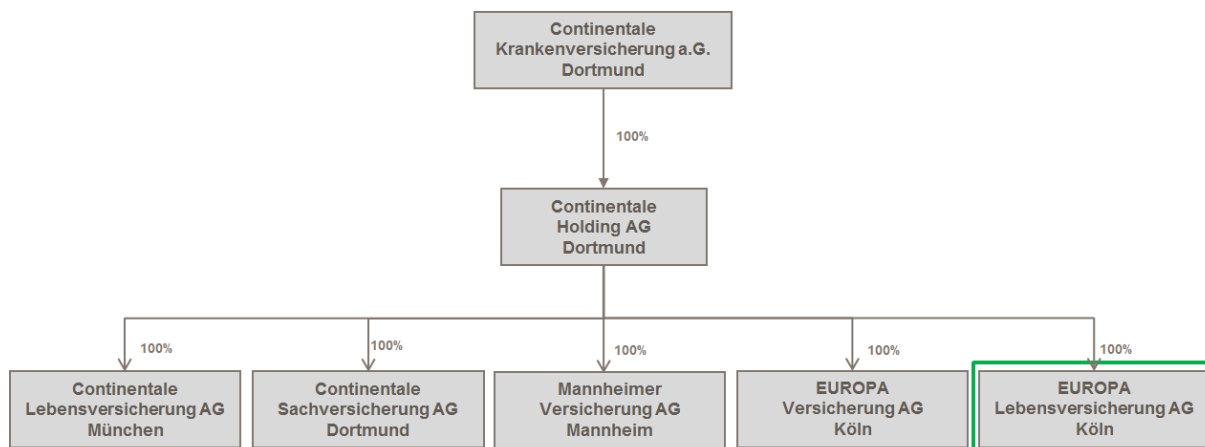 Continentale
Krankenversicherung a.G.
Dortmund
100%
Continentale
Holding AG
Dortmund
100%
100%
100%
100%
100%
Continentale
Lebensversicherung AG
München
Continentale
Sachversicherung AG
Dortmund
Mannheimer
Versicherung AG
Mannheim
EUROPA
Versicherung AG
Köln
EUROPA
Lebensversicherung AG
Köln